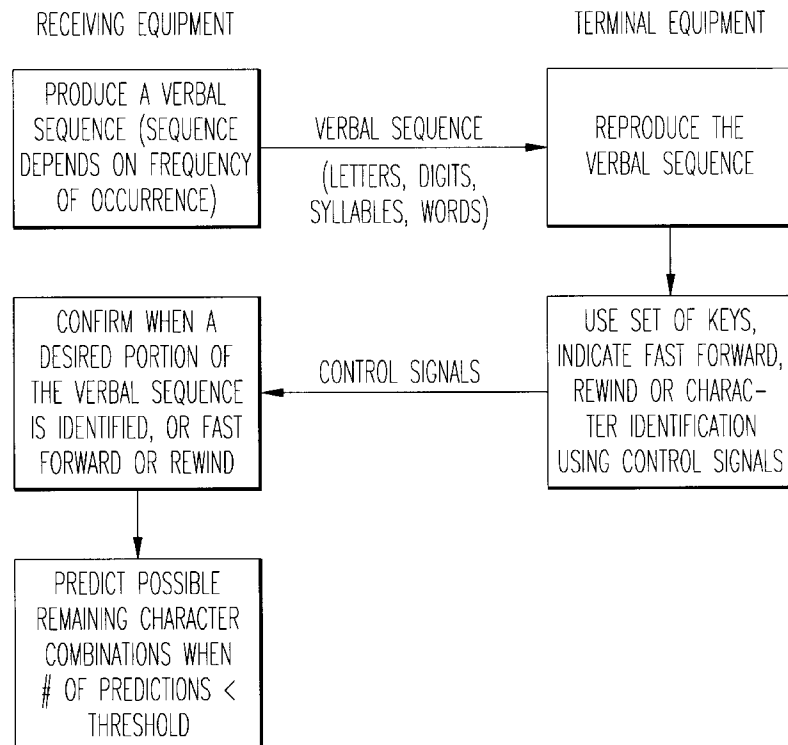 RECEIVING EQUIPMENT
TERMINAL EQUIPMENT
PRODUCE A VERBAL
SEQUENCE (SEQUENCE
DEPENDS ON FREQUENCY
OF OCCURRENCE)
VERBAL SEQUENCE
(LETTERS, DIGITS,
SYLLABLES, WORDS)
REPRODUCE THE
VERBAL SEQUENCE
USE SET OF KEYS,
INDICATE FAST FORWARD,
REWIND OR CHARAC-
TER IDENTIFICATION
USING CONTROL SIGNALS
CONTROL SIGNALS
CONFIRM WHEN A
DESIRED PORTION OF
THE VERBAL SEQUENCE
IS IDENTIFIED, OR FAST
FORWARD OR REWIND
PREDICT POSSIBLE
REMAINING CHARACTER
COMBINATIONS WHEN
# OF PREDICTIONS <
THRESHOLD